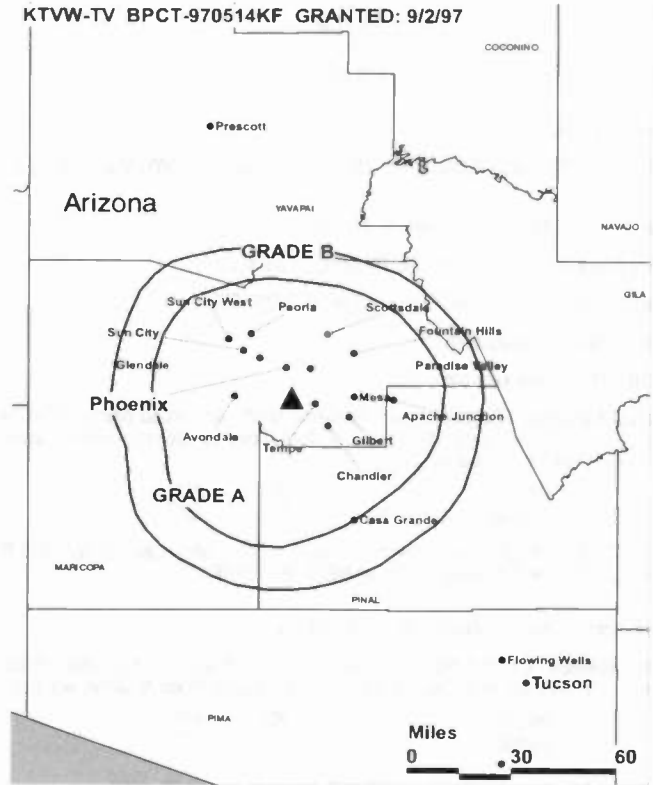 KTVW-TV BPCT-970514KF GRANTED: 9/2/97
COCONINO
Prescott
Arizona
YAVAPAI
NAVAJO
GRADE B
GILA
Sun City West
Peoria
Scottsdale
Sun City
Fountain Hills
Glendale
Paradise Valley
Phoenix
Mesa
Apache Junction
Avondale
Gilbert
Tempe
Chandler
GRADE A
Casa Grande
MARICOPA
PINAL
Flowing Wells
Tucson
PIMA
Miles
0 30 60